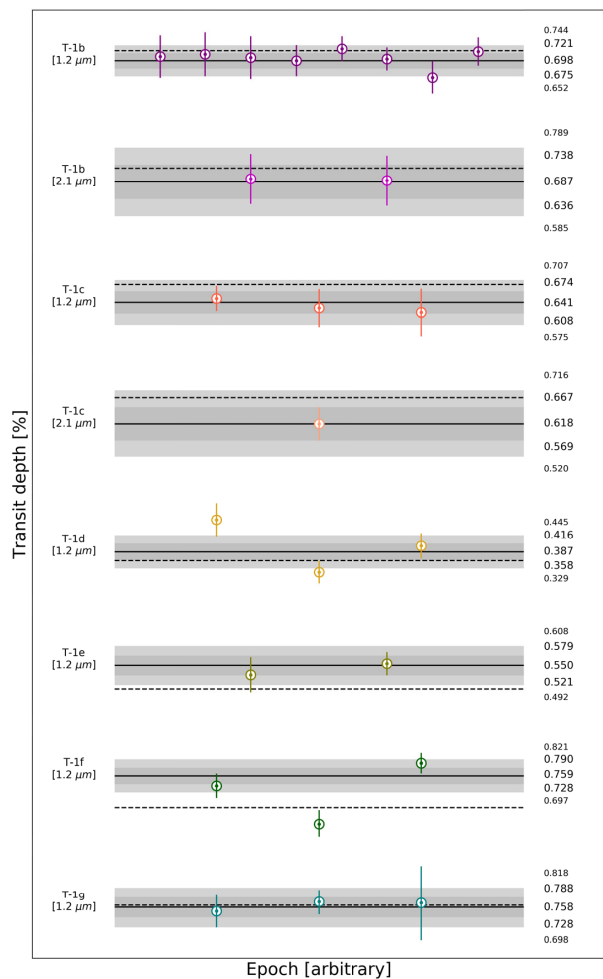 T-1b
[1.2 μm]
0.744
0.721
0.698
0.675
0.652
T-1b
[2.1 μm]
0.789
0.738
0.687
0.636
0.585
T-1c
[1.2 μm]
0.707
0.674
0.641
0.608
0.575
T-1c
[2.1 μm]
0.716
0.667
0.618
0.569
0.520
T-1d
[1.2 μm]
0.445
0.416
0.387
0.358
0.329
T-1e
[1.2 μm]
0.608
0.579
0.550
0.521
0.492
T-1f
[1.2 μm]
0.821
0.790
0.759
0.728
0.697
T-1g
[1.2 μm]
0.818
0.788
0.758
0.728
0.698
Transit depth [%]
Epoch [arbitrary]